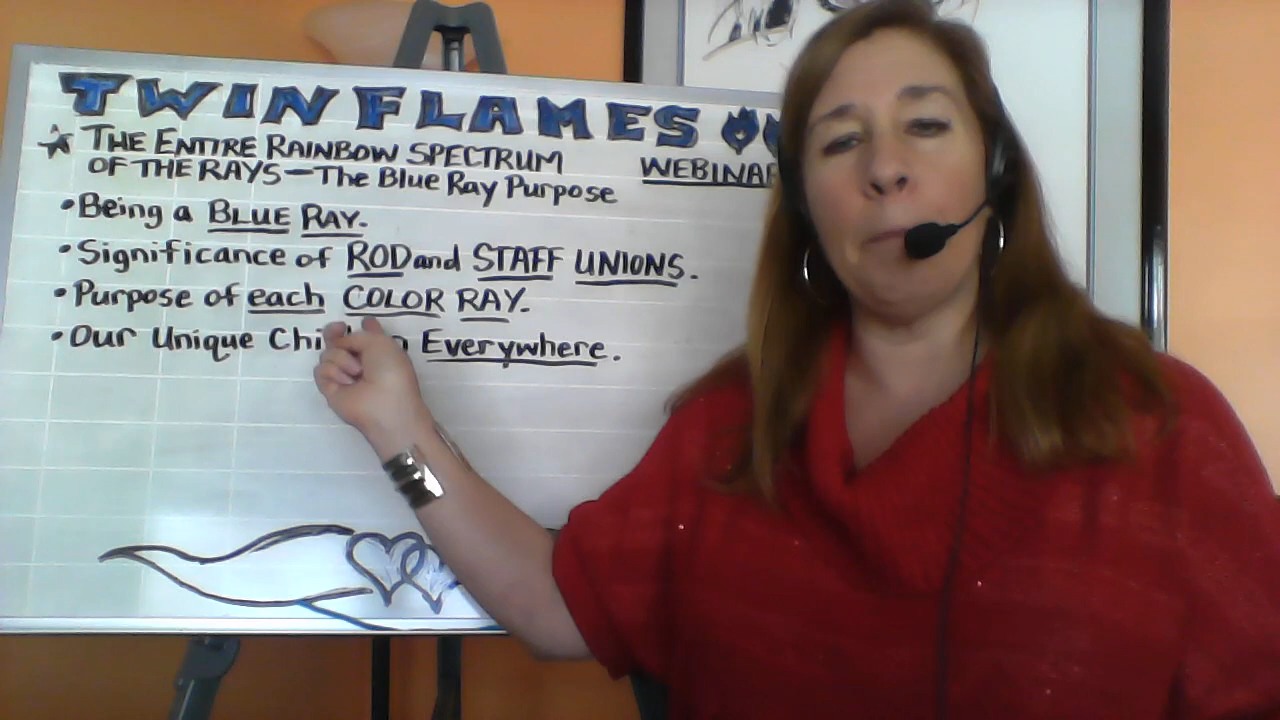 TWIN FLAMES
THE ENTIRE RAINBOW SPECTRUM
OF THE RAYS—The Blue Ray Purpose
WEBINAR
•Being a BLUE RAY.
•Significance of ROD and STAFF UNIONS.
•Purpose of each COLOR RAY.
•Our Unique Everywhere.